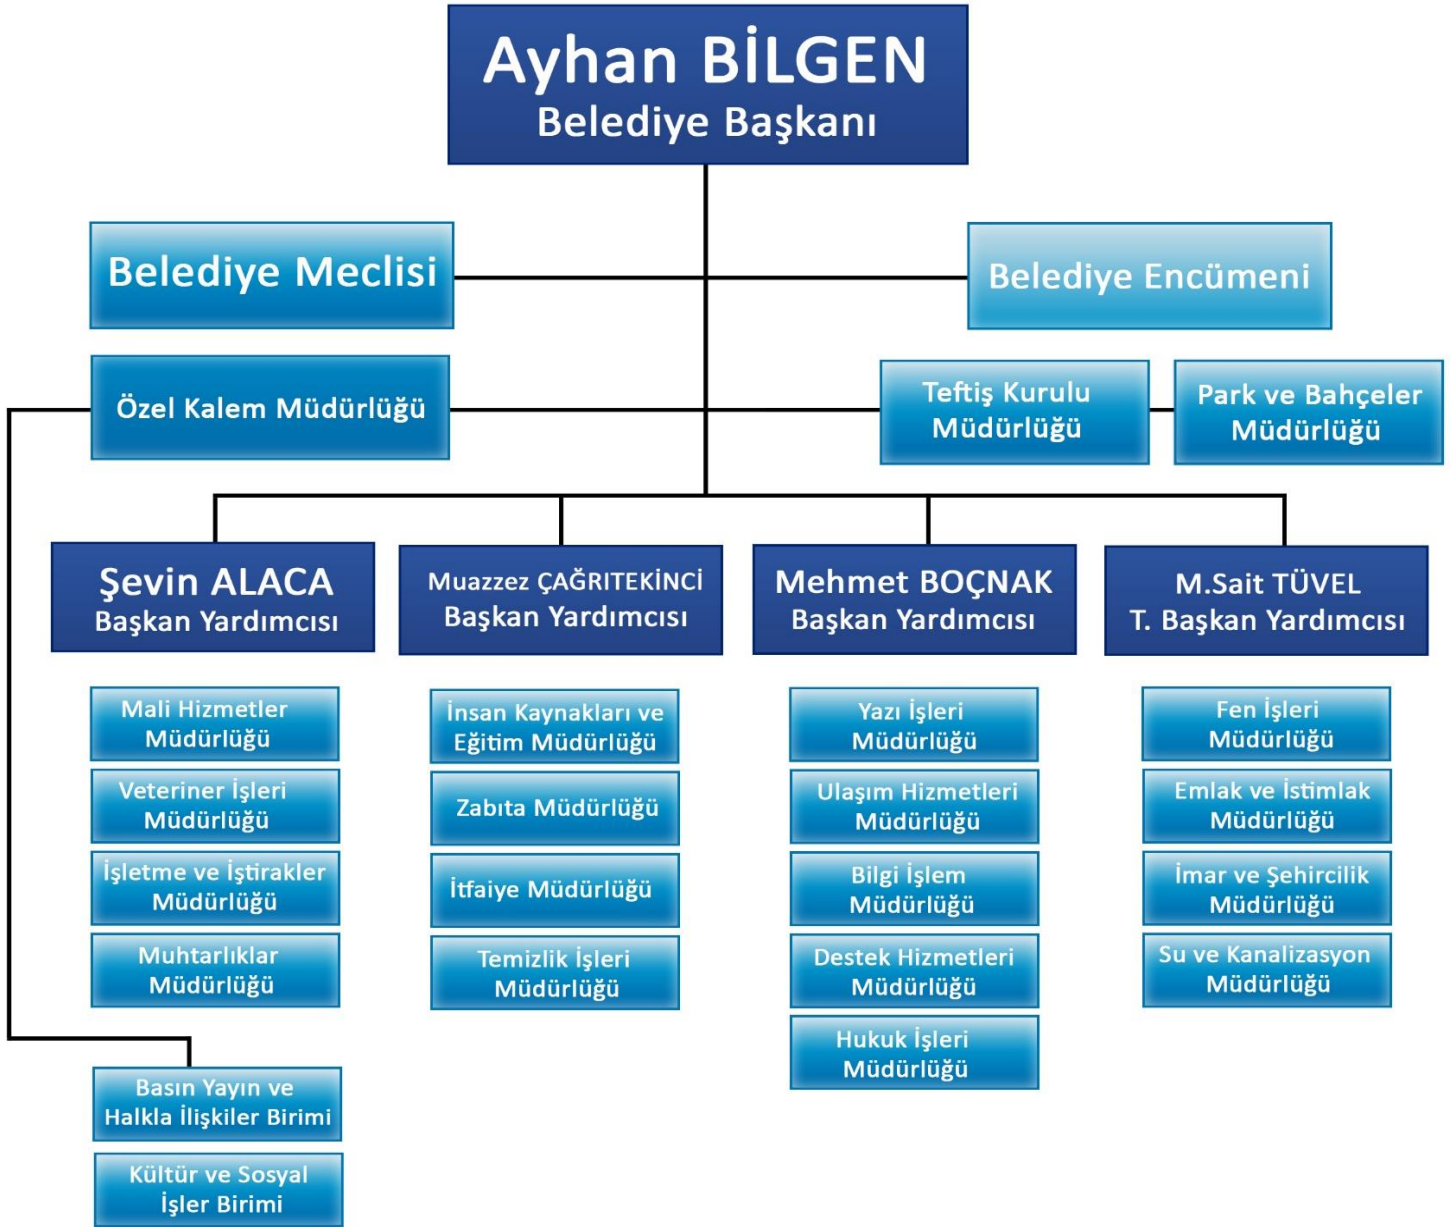 Ayhan BİLGEN
Belediye Başkanı
Belediye Meclisi
Belediye Encümeni
Özel Kalem Müdürlüğü
Teftiş Kurulu
Müdürlüğü
Park ve Bahçeler
Müdürlüğü
Şevin ALACA
Başkan Yardımcısı
Muazzez ÇAĞRITEKİNCİ
Başkan Yardımcısı
Mehmet BOÇNAK
Başkan Yardımcısı
M.Sait TÜVEL
T. Başkan Yardımcısı
Mali Hizmetler
Müdürlüğü
Veteriner İşleri
Müdürlüğü
İşletme ve İştirakler
Müdürlüğü
Muhtarlıklar
Müdürlüğü
İnsan Kaynakları ve
Eğitim Müdürlüğü
Zabıta Müdürlüğü
İtfaiye Müdürlüğü
Temizlik İşleri
Müdürlüğü
Yazı İşleri
Müdürlüğü
Ulaşım Hizmetleri
Müdürlüğü
Bilgi İşlem
Müdürlüğü
Destek Hizmetleri
Müdürlüğü
Hukuk İşleri
Müdürlüğü
Fen İşleri
Müdürlüğü
Emlak ve İstimlak
Müdürlüğü
İmar ve Şehircilik
Müdürlüğü
Su ve Kanalizasyon
Müdürlüğü
Basın Yayın ve
Halkla İlişkiler Birimi
Kültür ve Sosyal
İşler Birimi